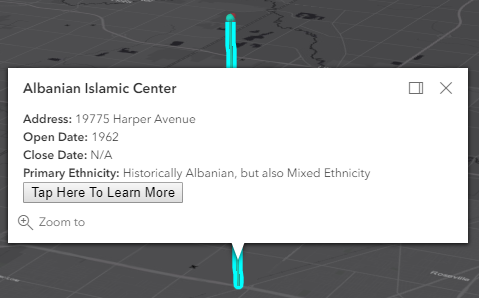 Albanian Islamic Center
Address: 19775 Harper Avenue
Open Date: 1962
Close Date: N/A
Primary Ethnicity: Historically Albanian, but also Mixed Ethnicity
Tap Here To Learn More
Zoom to
Roseville